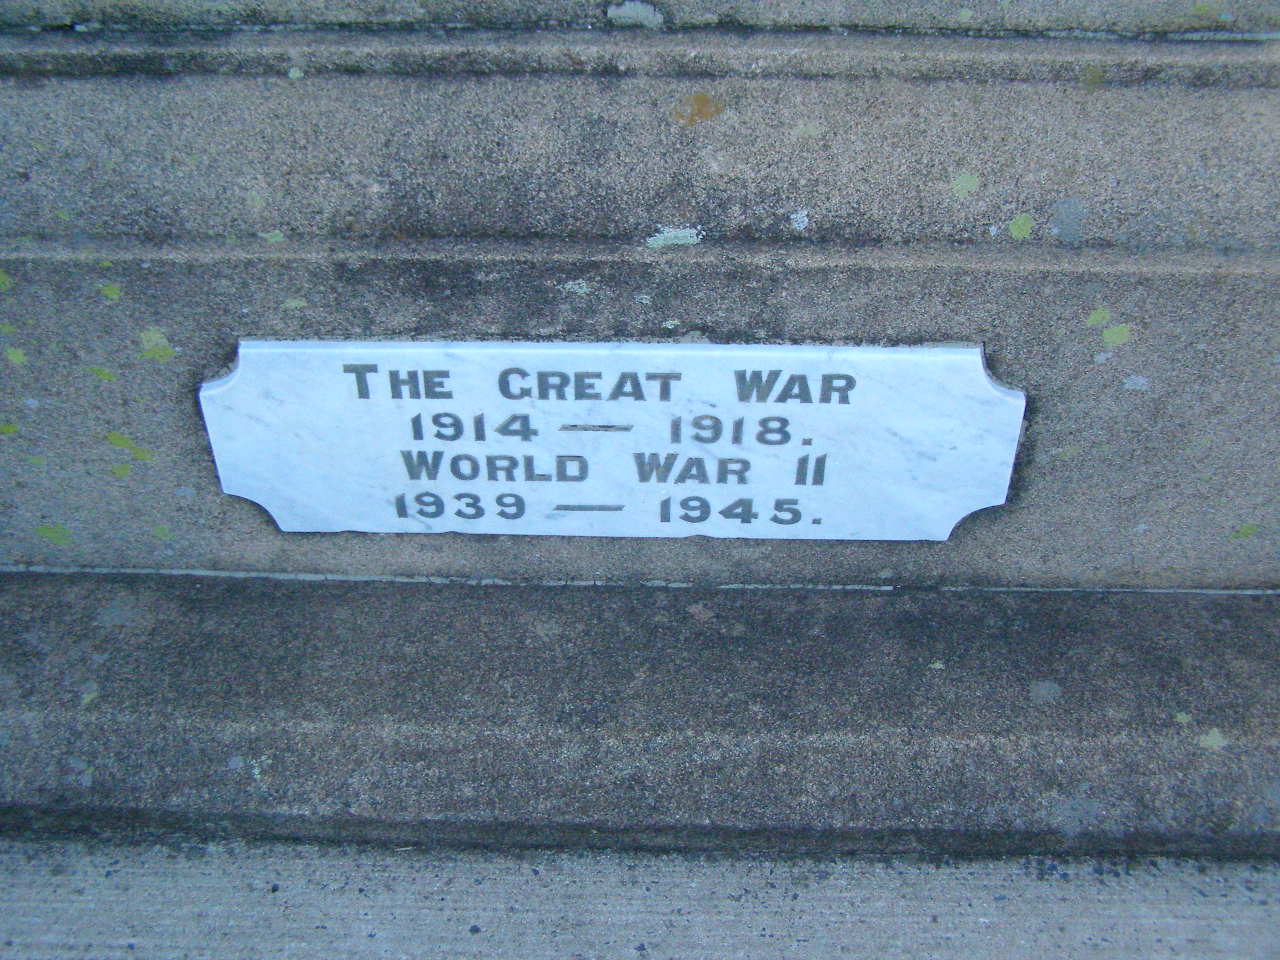 THE GREAT WAR
1914 — 1918.
WORLD WAR II
1939 — 1945.